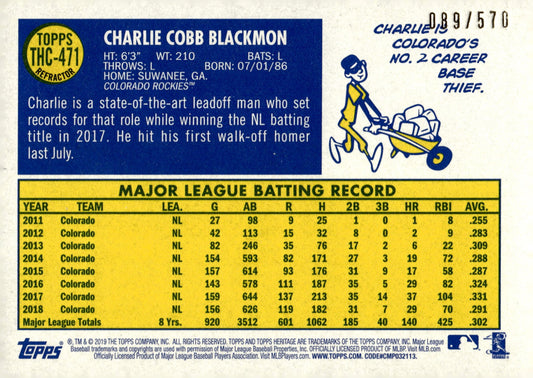 TOPPS
THC-471
REFRACTOR
CHARLIE COBB BLACKMON
HT: 6'3" WT: 210 BATS: L
THROWS: L BORN: 07/01/86
HOME: SUWANEE, GA.
COLORADO ROCKIES™
Charlie is a state-of-the-art leadoff man who set
records for that role while winning the NL batting
title in 2017. He hit his first walk-off homer
last July.
089/570
CHARLIE IS
COLORADO'S
NO. 2 CAREER
BASE
THIEF.
MAJOR LEAGUE BATTING RECORD
YEAR TEAM LEA. G AB R H 2B 3B HR RBI AVG.
2011 Colorado NL 27 98 9 25 1 0 1 8 .255
2012 Colorado NL 42 113 15 32 8 0 2 9 .283
2013 Colorado NL 82 246 35 76 17 2 6 22 .309
2014 Colorado NL 154 593 82 171 27 3 19 72 .288
2015 Colorado NL 157 614 93 176 31 9 17 58 .287
2016 Colorado NL 143 578 111 187 35 5 29 82 .324
2017 Colorado NL 159 644 137 213 35 14 37 104 .331
2018 Colorado NL 156 626 119 182 31 7 29 70 .291
Major League Totals 8 Yrs. 920 3512 601 1062 185 40 140 425 .302
TOPPS
®, ™ & © 2019 THE TOPPS COMPANY, INC. ALL RIGHTS RESERVED. TOPPS AND TOPPS HERITAGE ARE TRADEMARKS OF THE TOPPS COMPANY, INC. Major League
Baseball trademarks and copyrights are used with permission of Major League Baseball Properties, Inc. OFFICIALLY LICENSED PRODUCT OF MLBP. Visit MLB.com
Officially Licensed Product of Major League Baseball Players Association. Visit MLBPlayers.com. WWW.TOPPS.COM. CODE#CMP032113.